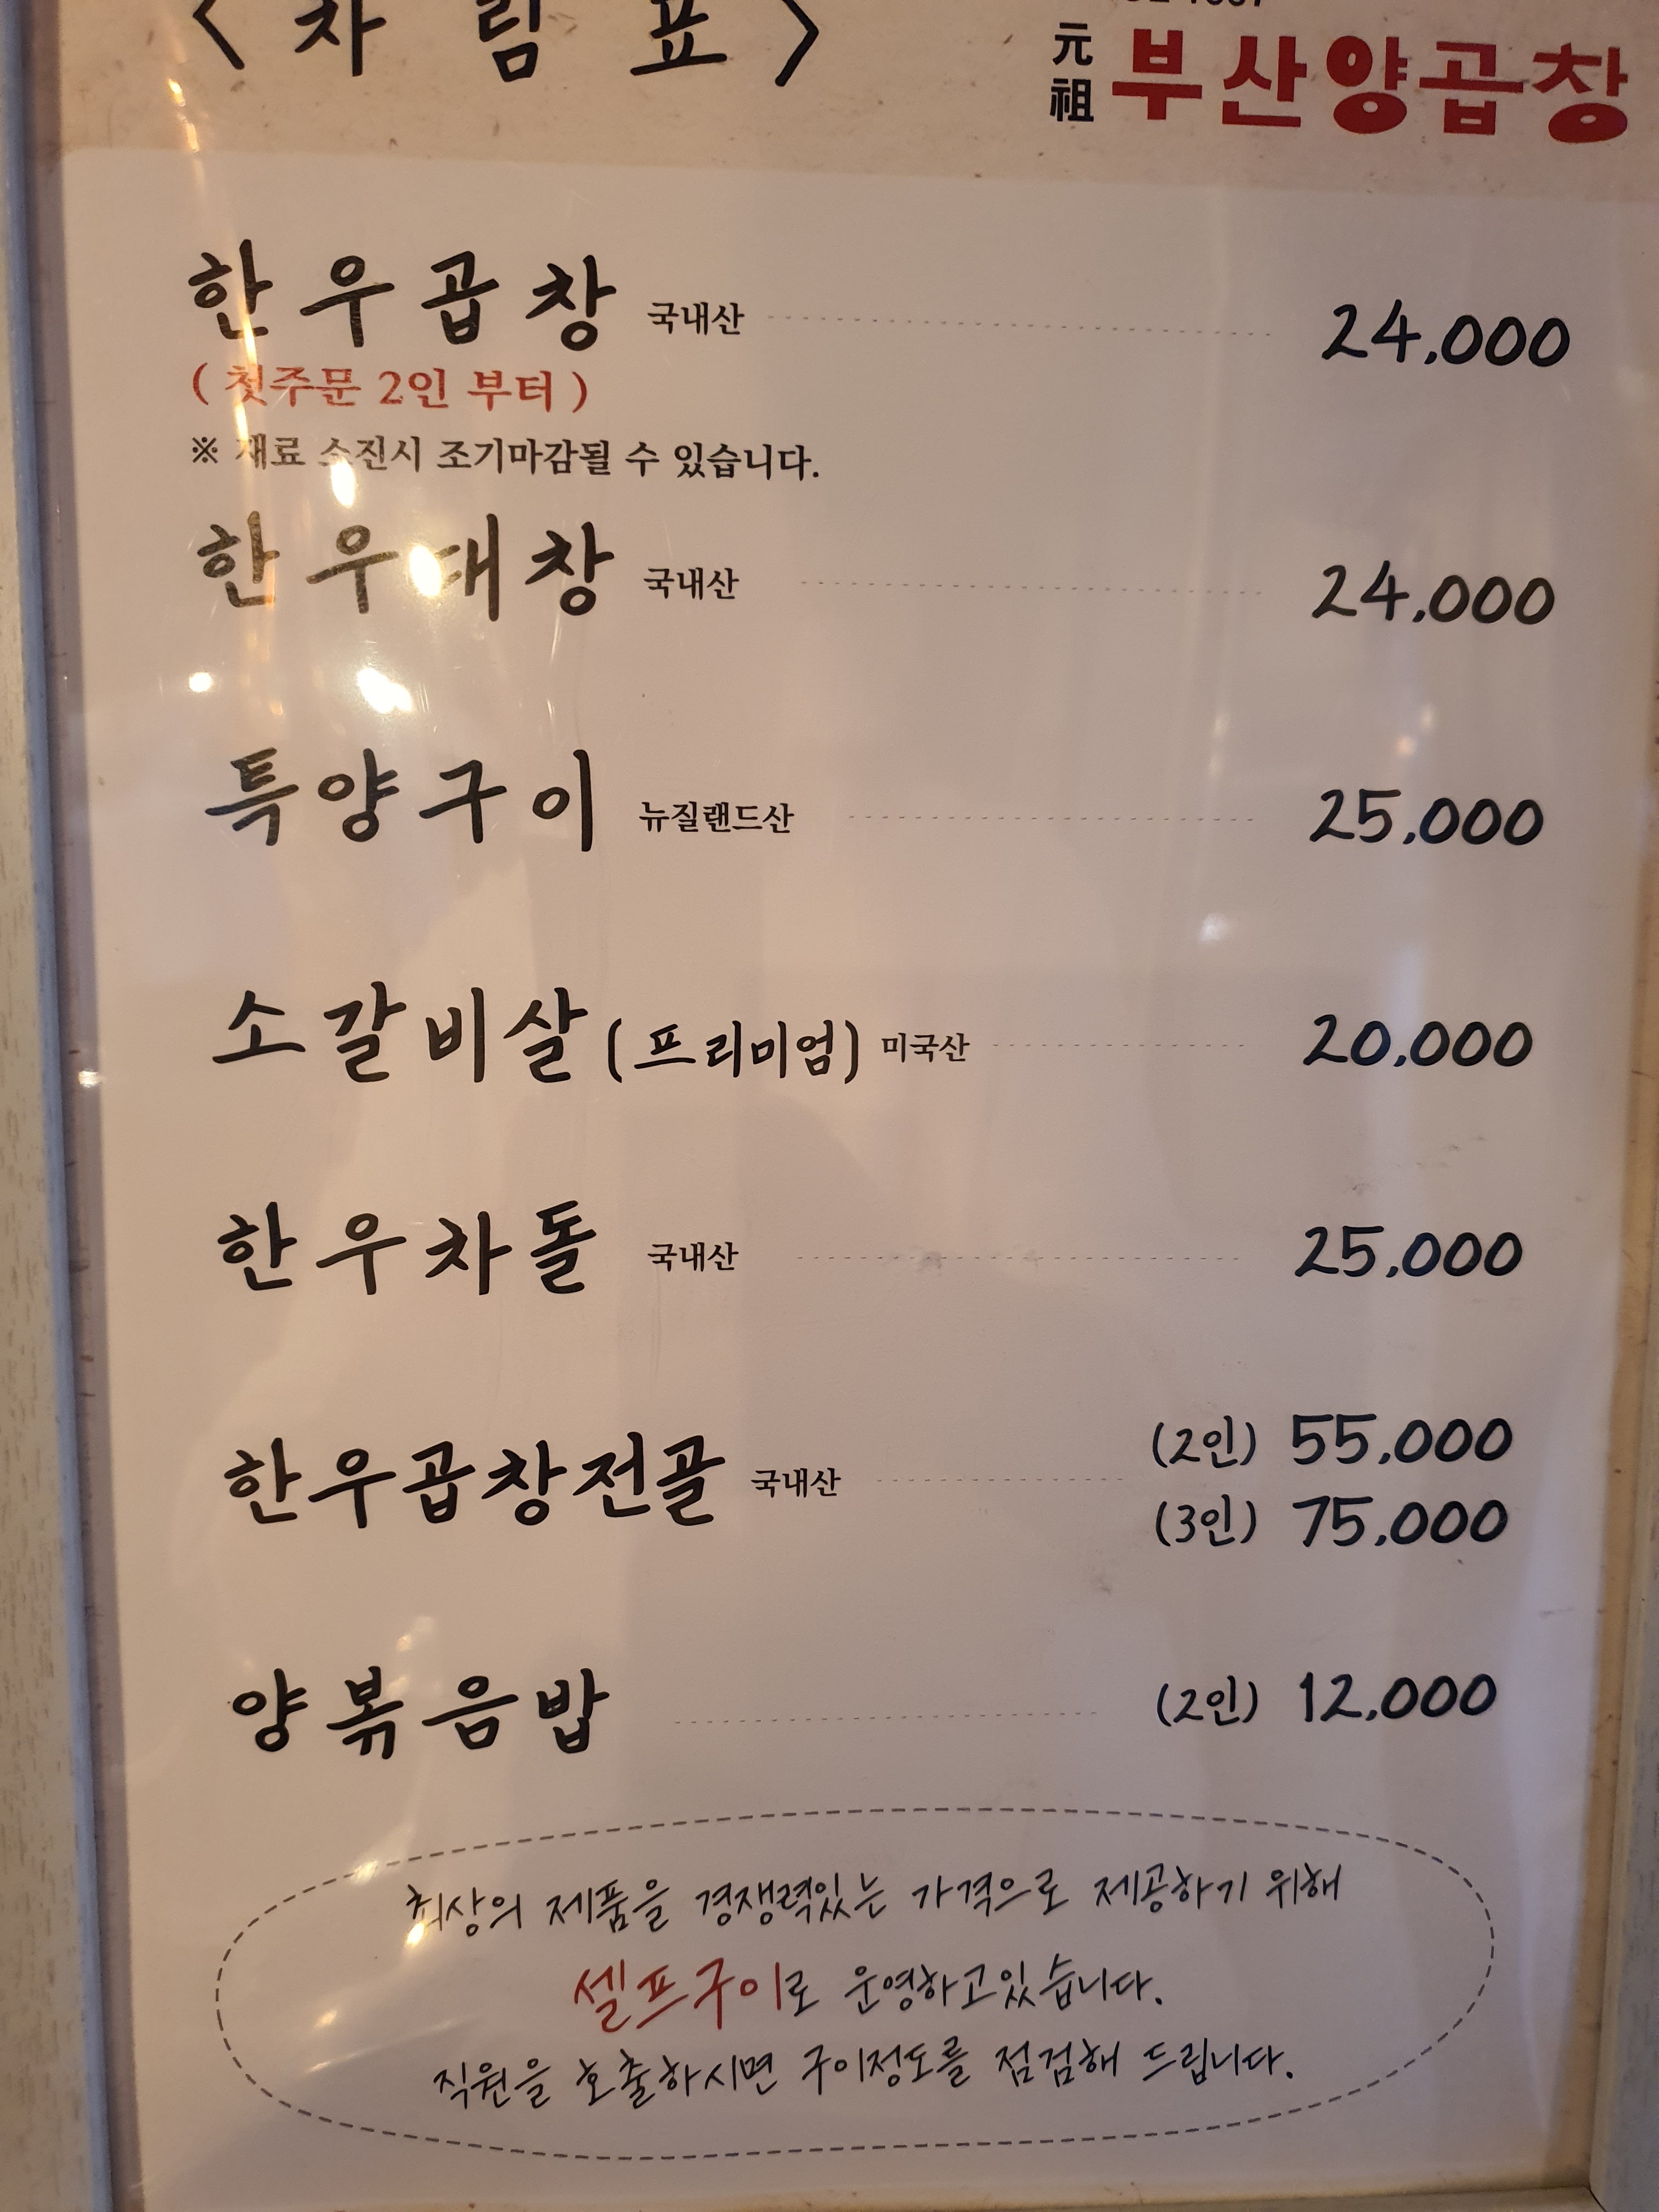 < 차 림 표 >
元祖 부산양곱창
한우곱창 국내산 24,000
( 첫주문 2인 부터 )
※ 재료 소진시 조기마감될 수 있습니다.
한우대창 국내산 24,000
특양구이 뉴질랜드산 25,000
소갈비살(프리미엄) 미국산 20,000
한우차돌 국내산 25,000
한우곱창전골 국내산 (2인) 55,000
(3인) 75,000
양볶음밥 (2인) 12,000
최상의 제품을 경쟁력있는 가격으로 제공하기 위해
셀프구이로 운영하고있습니다.
직원을 호출하시면 구이정도를 점검해 드립니다.